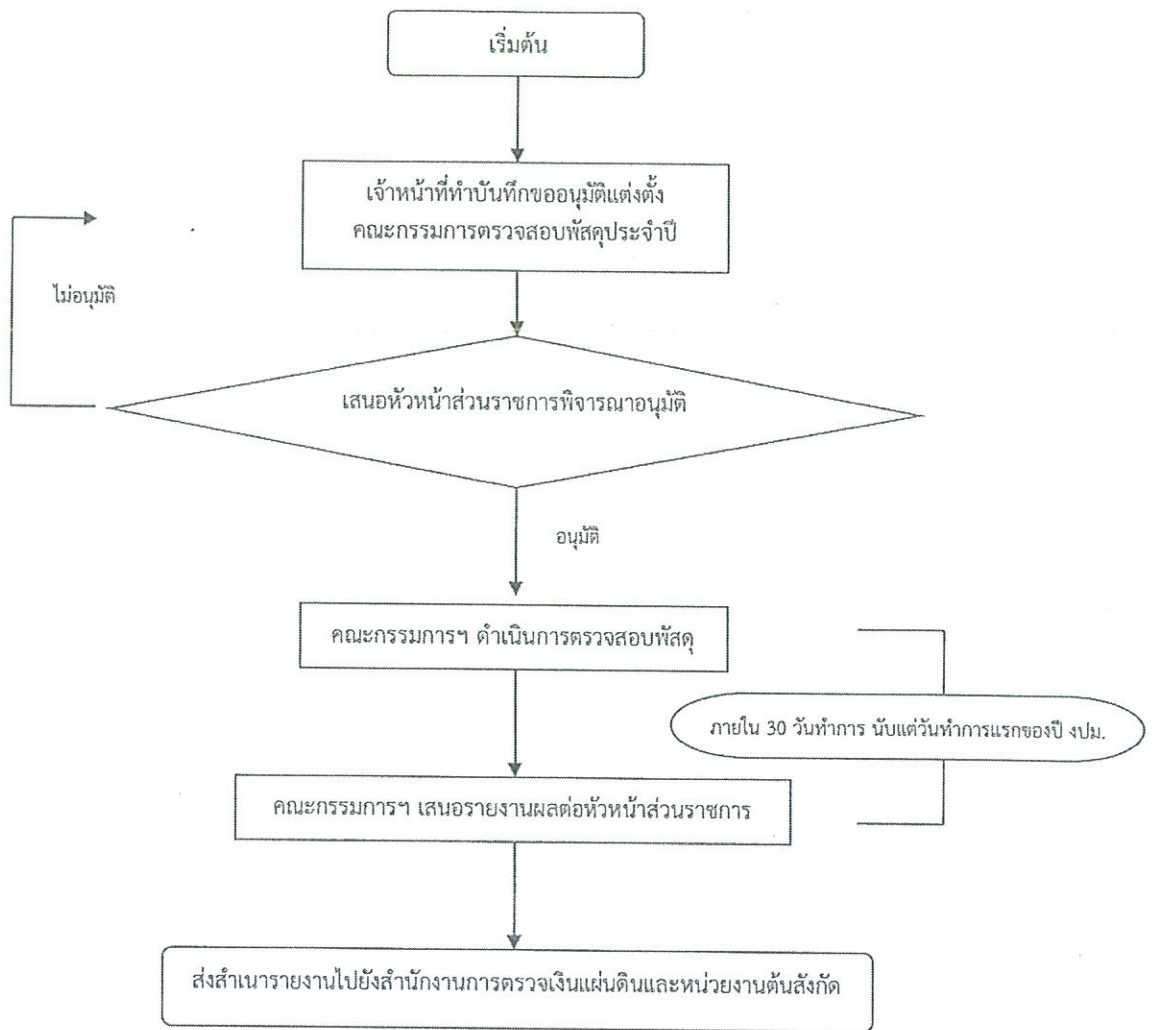 เริ่มต้น
เจ้าหน้าที่ทำบันทึกขออนุมัติแต่งตั้ง
คณะกรรมการตรวจสอบพัสดุประจำปี
ไม่อนุมัติ
เสนอหัวหน้าส่วนราชการพิจารณาอนุมัติ
อนุมัติ
คณะกรรมการฯ ดำเนินการตรวจสอบพัสดุ
ภายใน 30 วันทำการ นับแต่วันทำการแรกของปี งปม.
คณะกรรมการฯ เสนอรายงานผลต่อหัวหน้าส่วนราชการ
ส่งสำเนารายงานไปยังสำนักงานการตรวจเงินแผ่นดินและหน่วยงานต้นสังกัด